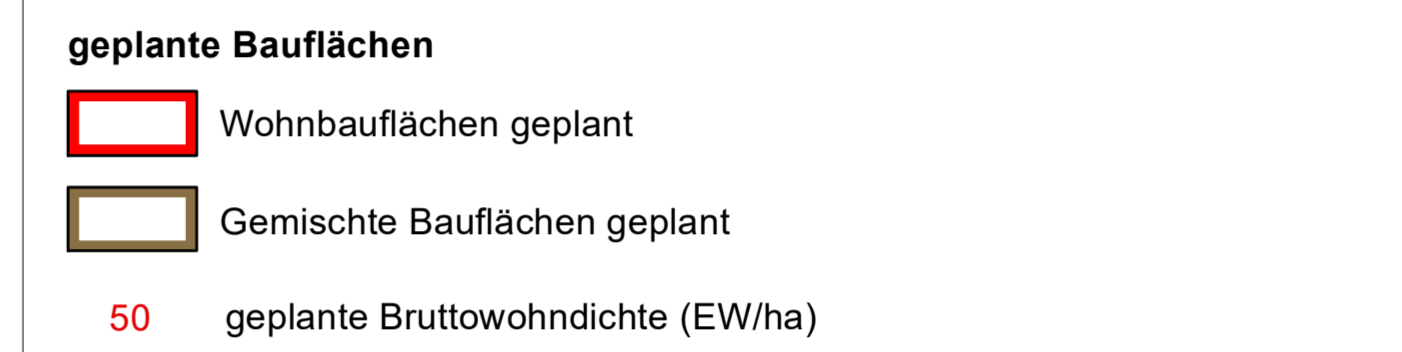 geplante Bauflächen
Wohnbauflächen geplant
Gemischte Bauflächen geplant
50 geplante Bruttowohndichte (EW/ha)